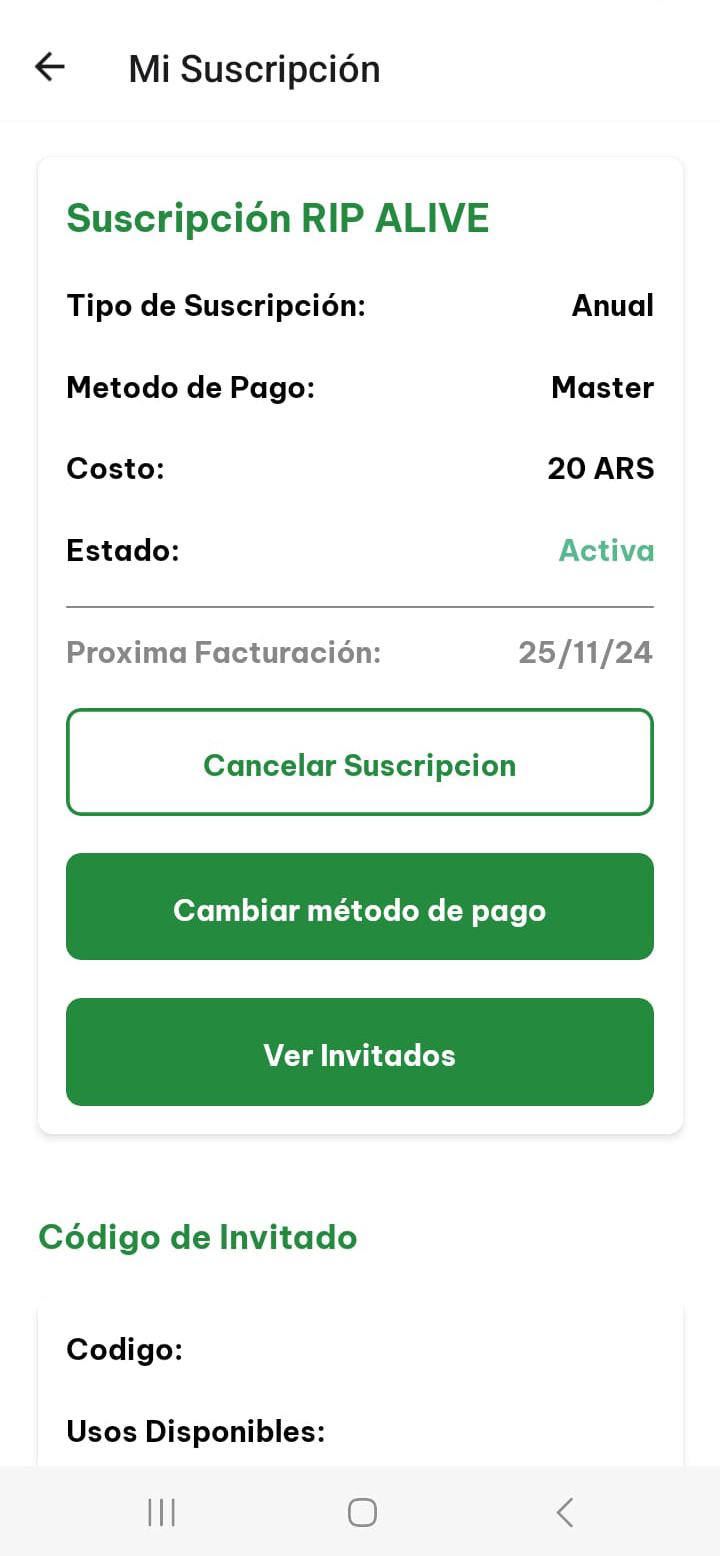 Mi Suscripción
Suscripción RIP ALIVE
Tipo de Suscripción: Anual
Metodo de Pago: Master
Costo: 20 ARS
Estado: Activa
Proxima Facturación: 25/11/24
Cancelar Suscripcion
Cambiar método de pago
Ver Invitados
Código de Invitado
Codigo:
Usos Disponibles: